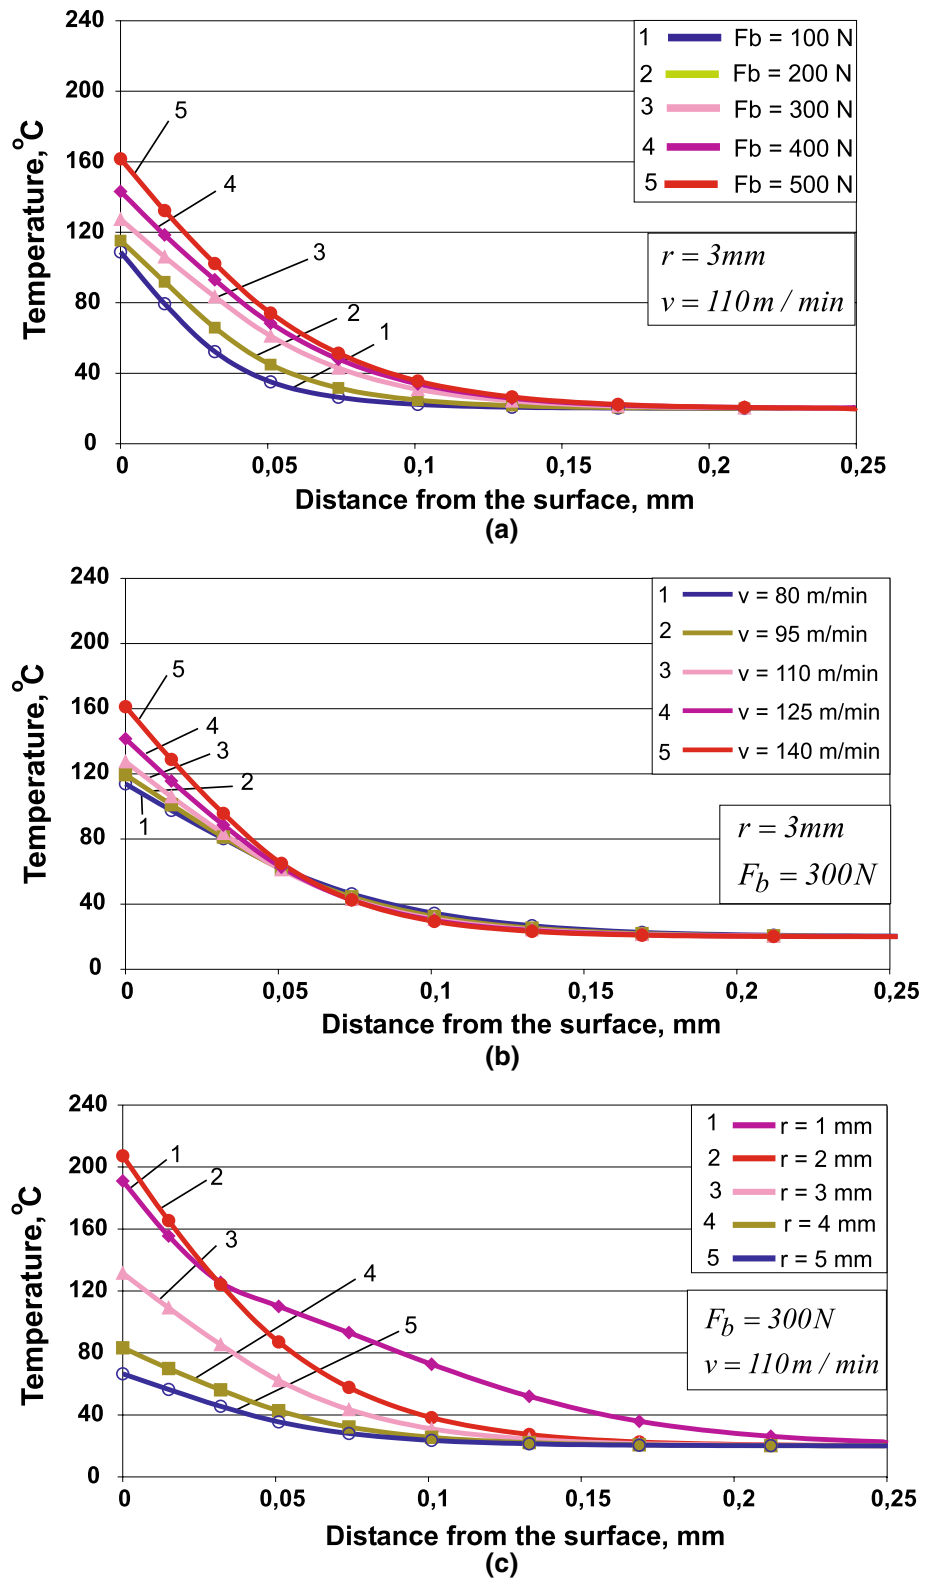 240
200
160
120
80
40
0
Temperature, °C
0 0,05 0,1 0,15 0,2 0,25
Distance from the surface, mm
1 Fb = 100 N
2 Fb = 200 N
3 Fb = 300 N
4 Fb = 400 N
5 Fb = 500 N
r = 3mm
v = 110m / min
5
4
3
2
1
(a)
240
200
160
120
80
40
0
Temperature, °C
0 0,05 0,1 0,15 0,2 0,25
Distance from the surface, mm
1 v = 80 m/min
2 v = 95 m/min
3 v = 110 m/min
4 v = 125 m/min
5 v = 140 m/min
r = 3mm
F_b = 300N
5
4
3
2
1
(b)
240
200
160
120
80
40
0
Temperature, °C
0 0,05 0,1 0,15 0,2 0,25
Distance from the surface, mm
1 r = 1 mm
2 r = 2 mm
3 r = 3 mm
4 r = 4 mm
5 r = 5 mm
F_b = 300N
v = 110m / min
1
2
3
4
5
(c)